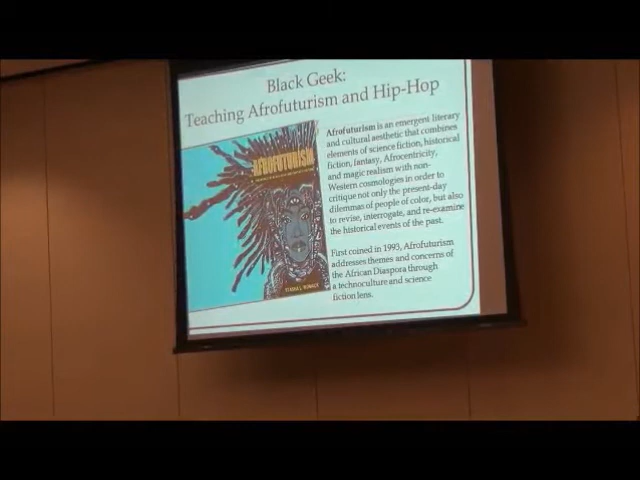 Black Geek:
Teaching Afrofuturism and Hip-Hop
AFROFUTURISM
Afrofuturism is an emergent literary
and cultural aesthetic that combines
elements of science fiction, historical
fiction, fantasy, Afrocentricity,
and magic realism with non-
Western cosmologies in order to
critique not only the present-day
dilemmas of people of color, but also
to revise, interrogate, and re-examine
the historical events of the past.
First coined in 1993, Afrofuturism
addresses themes and concerns of
the African Diaspora through
a technoculture and science
fiction lens.